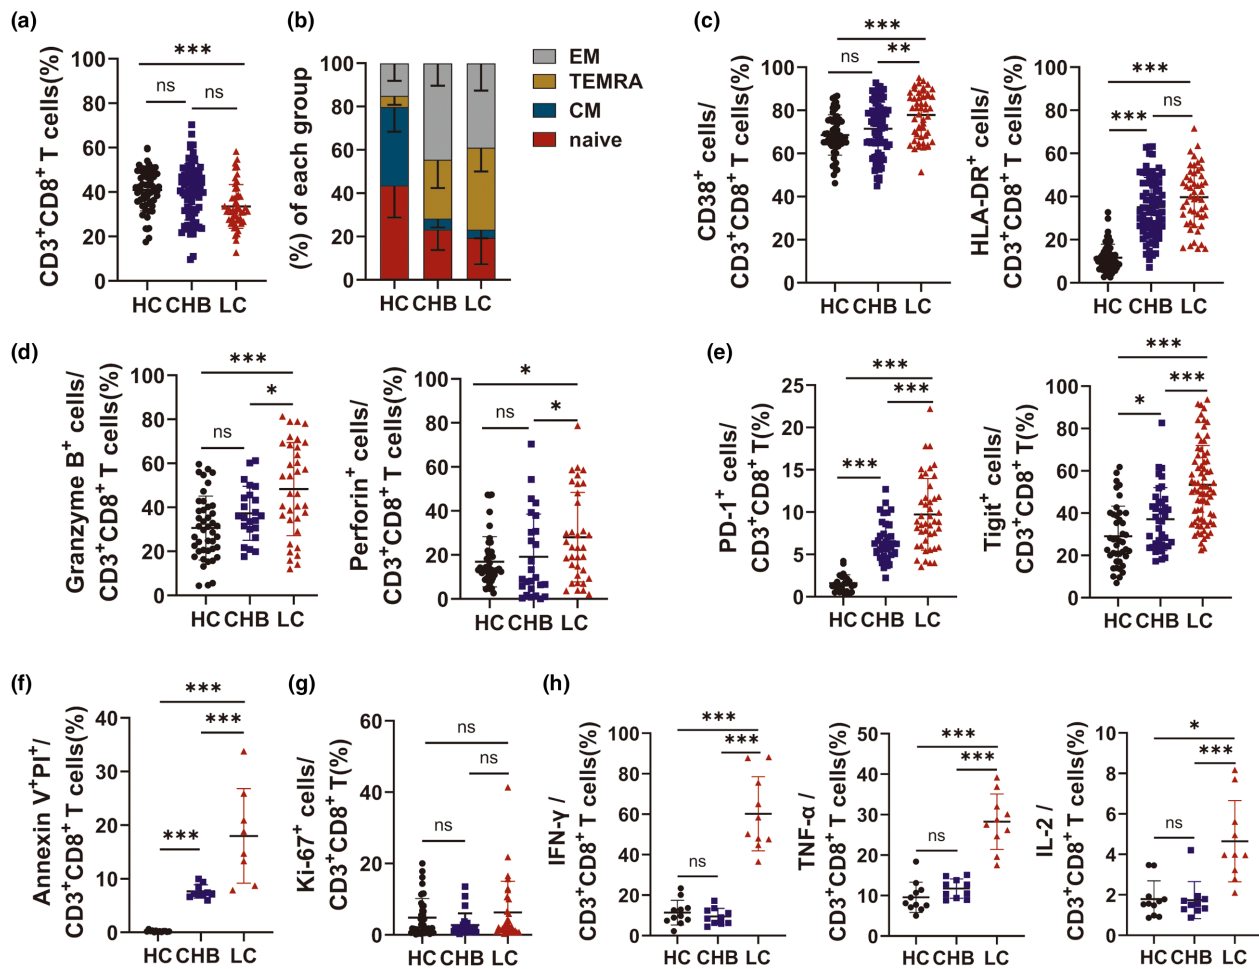 (a)
CD3+CD8+ T cells(%)
100
80
60
40
20
0
***
ns
ns
HC CHB LC
(b)
(%) of each group
100
80
60
40
20
0
HC CHB LC
EM
TEMRA
CM
naive
(c)
CD38+ cells/
CD3+CD8+ T cells(%)
100
80
60
40
20
0
***
ns
**
HC CHB LC
HLA-DR+ cells/
CD3+CD8+ T cells(%)
100
80
60
40
20
0
***
***
ns
HC CHB LC
(d)
Granzyme B+ cells/
CD3+CD8+ T cells(%)
100
80
60
40
20
0
***
ns
*
HC CHB LC
Perforin+ cells/
CD3+CD8+ T cells(%)
100
80
60
40
20
0
*
ns
*
HC CHB LC
(e)
PD-1+ cells/
CD3+CD8+ T(%)
25
20
15
10
5
0
***
***
***
HC CHB LC
Tigit+ cells/
CD3+CD8+ T(%)
100
80
60
40
20
0
***
*
***
HC CHB LC
(f)
Annexin V+PI+/
CD3+CD8+ T cells(%)
40
30
20
10
0
***
***
***
HC CHB LC
(g)
Ki-67+ cells/
CD3+CD8+ T(%)
60
40
20
0
ns
ns
ns
HC CHB LC
(h)
IFN-γ /
CD3+CD8+ T cells(%)
100
80
60
40
20
0
***
***
ns
HC CHB LC
TNF-α /
CD3+CD8+ T cells(%)
50
40
30
20
10
0
***
***
ns
HC CHB LC
IL-2 /
CD3+CD8+ T cells(%)
10
8
6
4
2
0
*
***
ns
HC CHB LC